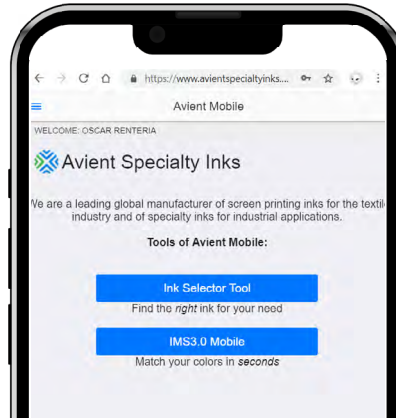 https://www.avientspecialtyinks....
Avient Mobile
WELCOME: OSCAR RENTERIA
Avient Specialty Inks
We are a leading global manufacturer of screen printing inks for the textil
industry and of specialty inks for industrial applications.
Tools of Avient Mobile:
Ink Selector Tool
Find the right ink for your need
IMS3.0 Mobile
Match your colors in seconds